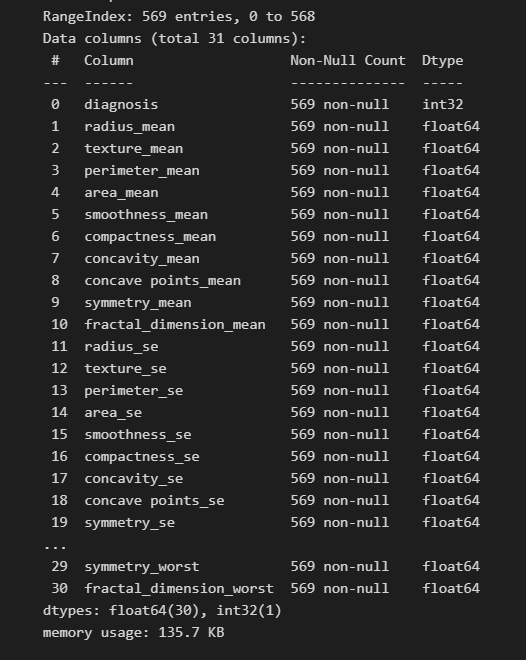 RangeIndex: 569 entries, 0 to 568
Data columns (total 31 columns):
 #   Column                   Non-Null Count  Dtype
---  ------                   --------------  -----
 0   diagnosis                569 non-null    int32
 1   radius_mean              569 non-null    float64
 2   texture_mean             569 non-null    float64
 3   perimeter_mean           569 non-null    float64
 4   area_mean                569 non-null    float64
 5   smoothness_mean          569 non-null    float64
 6   compactness_mean         569 non-null    float64
 7   concavity_mean           569 non-null    float64
 8   concave points_mean      569 non-null    float64
 9   symmetry_mean            569 non-null    float64
 10  fractal_dimension_mean   569 non-null    float64
 11  radius_se                569 non-null    float64
 12  texture_se               569 non-null    float64
 13  perimeter_se             569 non-null    float64
 14  area_se                  569 non-null    float64
 15  smoothness_se            569 non-null    float64
 16  compactness_se           569 non-null    float64
 17  concavity_se             569 non-null    float64
 18  concave points_se        569 non-null    float64
 19  symmetry_se              569 non-null    float64
...
 29  symmetry_worst           569 non-null    float64
 30  fractal_dimension_worst  569 non-null    float64
dtypes: float64(30), int32(1)
memory usage: 135.7 KB